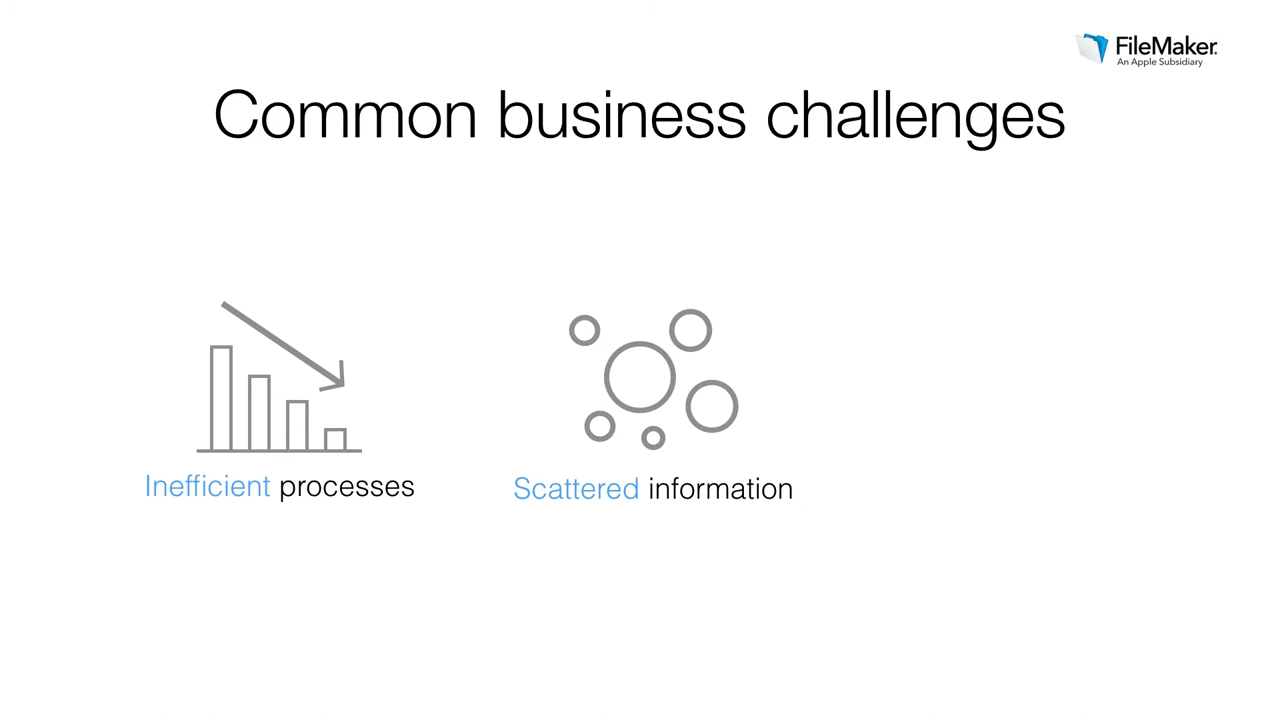 FileMaker.
An Apple Subsidiary
Common business challenges
Inefficient processes
Scattered information